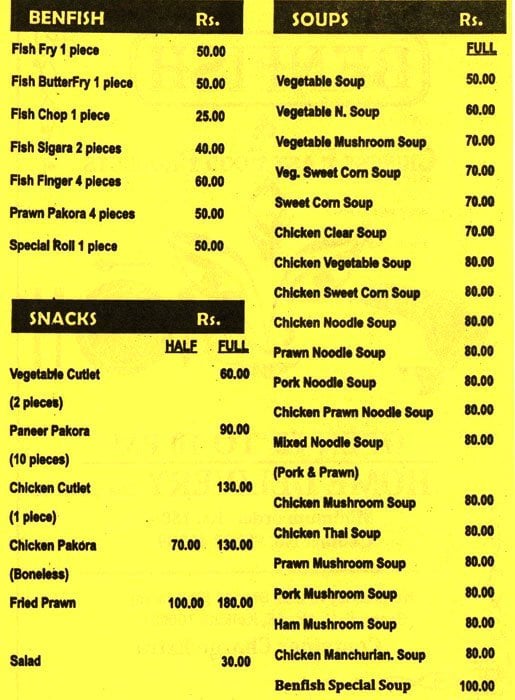 BENFISH Rs.
Fish Fry 1 piece 50.00
Fish ButterFry 1 piece 50.00
Fish Chop 1 piece 25.00
Fish Sigara 2 pieces 40.00
Fish Finger 4 pieces 60.00
Prawn Pakora 4 pieces 50.00
Special Roll 1 piece 50.00
SNACKS Rs.
HALF FULL
Vegetable Cutlet 60.00
(2 pieces)
Paneer Pakora 90.00
(10 pieces)
Chicken Cutlet 130.00
(1 piece)
Chicken Pakora 70.00 130.00
(Boneless)
Fried Prawn 100.00 180.00
Salad 30.00
SOUPS Rs.
FULL
Vegetable Soup 50.00
Vegetable N. Soup 60.00
Vegetable Mushroom Soup 70.00
Veg. Sweet Corn Soup 70.00
Sweet Corn Soup 70.00
Chicken Clear Soup 70.00
Chicken Vegetable Soup 80.00
Chicken Sweet Corn Soup 80.00
Chicken Noodle Soup 80.00
Prawn Noodle Soup 80.00
Pork Noodle Soup 80.00
Chicken Prawn Noodle Soup 80.00
Mixed Noodle Soup 80.00
(Pork & Prawn)
Chicken Mushroom Soup 80.00
Chicken Thai Soup 80.00
Prawn Mushroom Soup 80.00
Pork Mushroom Soup 80.00
Ham Mushroom Soup 80.00
Chicken Manchurian. Soup 80.00
Benfish Special Soup 100.00